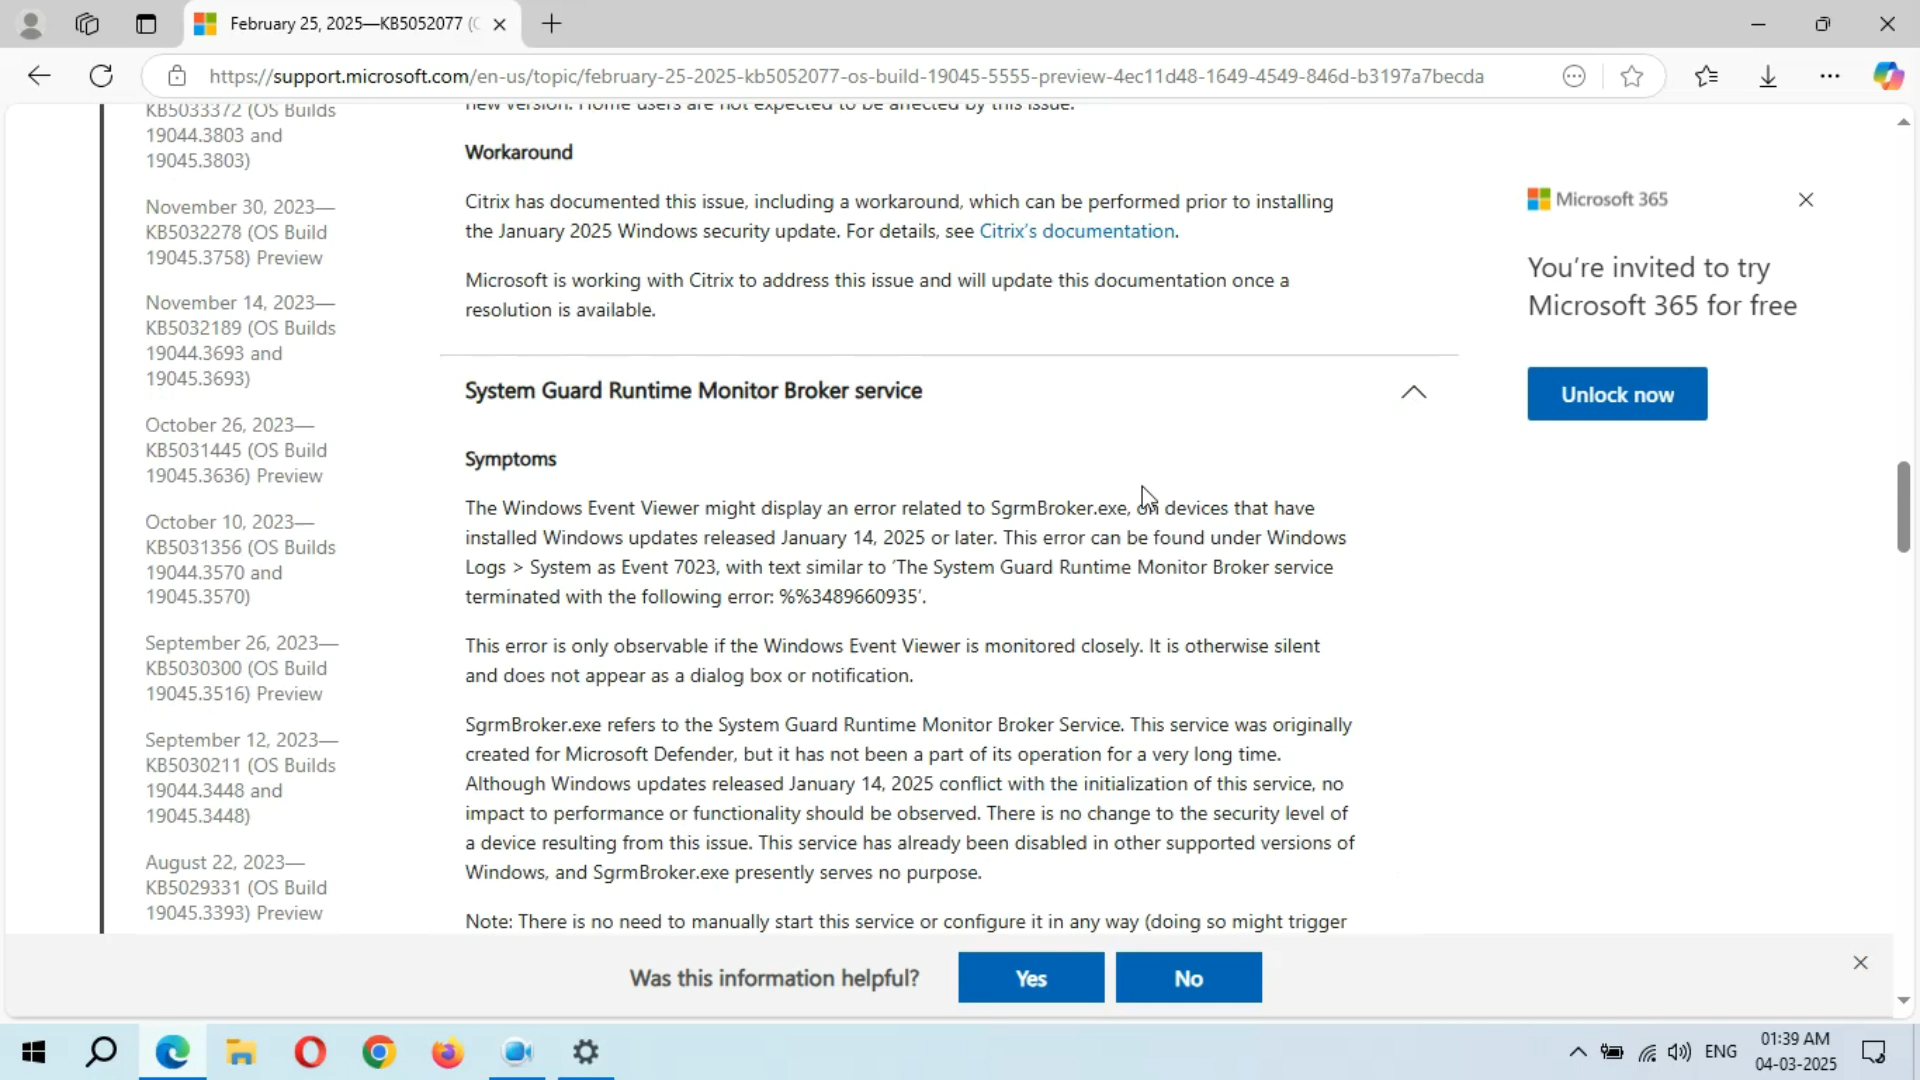 February 25, 2025—KB5052077 (
https://support.microsoft.com/en-us/topic/february-25-2025-kb5052077-os-build-19045-5555-preview-4ec11d48-1649-4549-846d-b3197a7becda
KB5033372 (OS Builds
19044.3803 and
19045.3803)
November 30, 2023—
KB5032278 (OS Build
19045.3758) Preview
November 14, 2023—
KB5032189 (OS Builds
19044.3693 and
19045.3693)
October 26, 2023—
KB5031445 (OS Build
19045.3636) Preview
October 10, 2023—
KB5031356 (OS Builds
19044.3570 and
19045.3570)
September 26, 2023—
KB5030300 (OS Build
19045.3516) Preview
September 12, 2023—
KB5030211 (OS Builds
19044.3448 and
19045.3448)
August 22, 2023—
KB5029331 (OS Build
19045.3393) Preview
new version. Home users are not expected to be affected by this issue.
Workaround
Citrix has documented this issue, including a workaround, which can be performed prior to installing
the January 2025 Windows security update. For details, see Citrix's documentation.
Microsoft is working with Citrix to address this issue and will update this documentation once a
resolution is available.
System Guard Runtime Monitor Broker service
Symptoms
The Windows Event Viewer might display an error related to SgrmBroker.exe, on devices that have
installed Windows updates released January 14, 2025 or later. This error can be found under Windows
Logs > System as Event 7023, with text similar to 'The System Guard Runtime Monitor Broker service
terminated with the following error: %%3489660935'.
This error is only observable if the Windows Event Viewer is monitored closely. It is otherwise silent
and does not appear as a dialog box or notification.
SgrmBroker.exe refers to the System Guard Runtime Monitor Broker Service. This service was originally
created for Microsoft Defender, but it has not been a part of its operation for a very long time.
Although Windows updates released January 14, 2025 conflict with the initialization of this service, no
impact to performance or functionality should be observed. There is no change to the security level of
a device resulting from this issue. This service has already been disabled in other supported versions of
Windows, and SgrmBroker.exe presently serves no purpose.
Note: There is no need to manually start this service or configure it in any way (doing so might trigger
Microsoft 365
You're invited to try
Microsoft 365 for free
Unlock now
Was this information helpful?
Yes
No
ENG
01:39 AM
04-03-2025